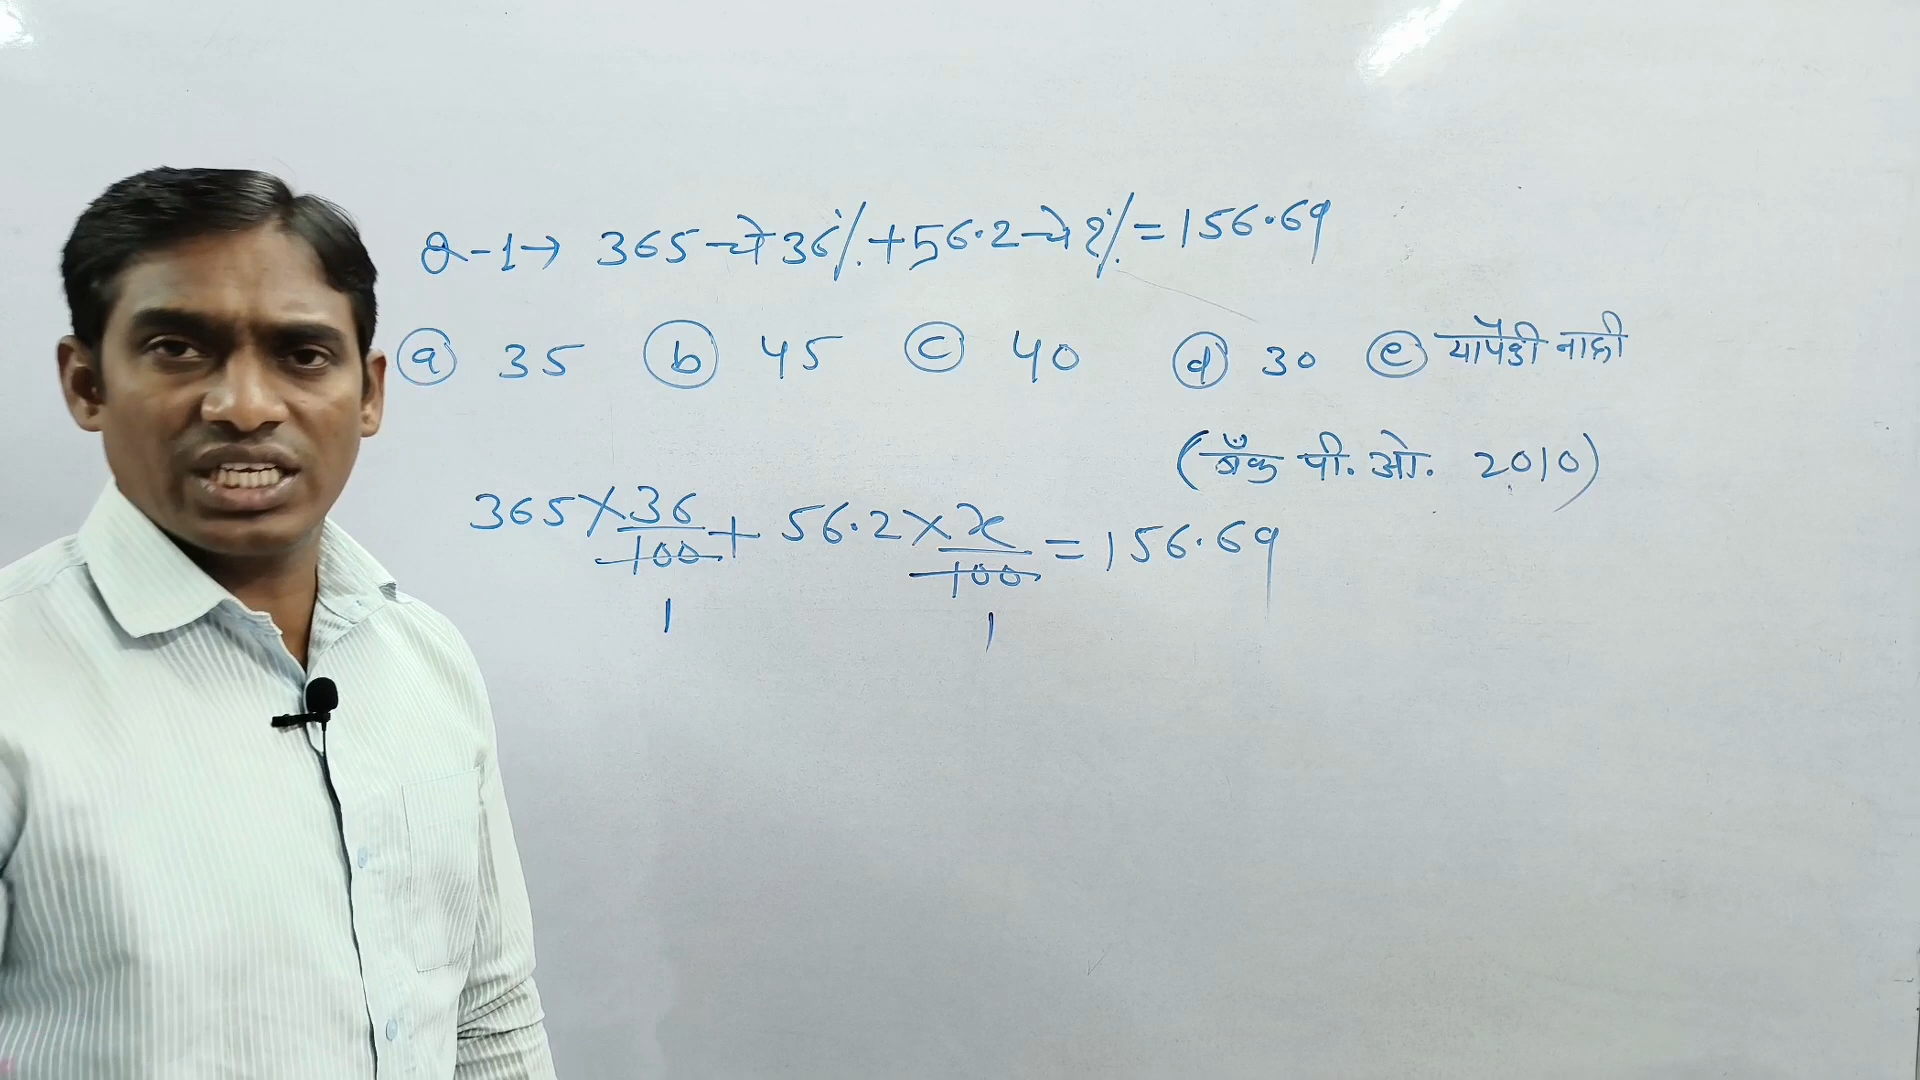 Q-1→ 365 चे 36% + 56.2 चे ?% = 156.69
ⓐ 35 ⓑ 45 ⓒ 40 ⓓ 30 ⓔ यापैकी नाही
(बँक पी. ओ. 2010)
365 × 36/100 + 56.2 × x/100 = 156.69
1 1